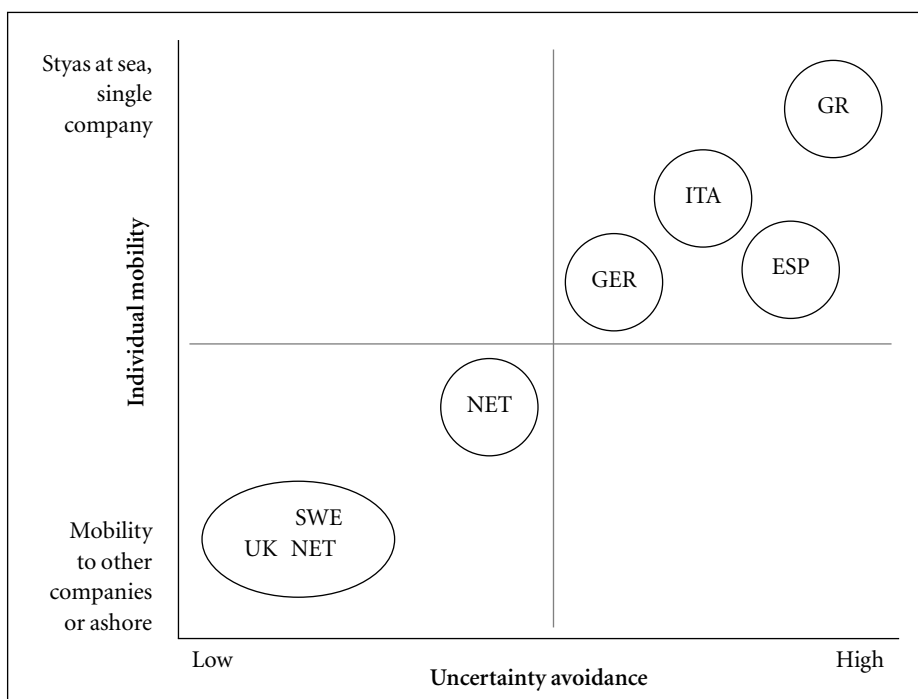 Styas at sea,
single
company
GR
ITA
ESP
GER
Individual mobility
NET
SWE
UK NET
Mobility
to other
companies
or ashore
Low
High
Uncertainty avoidance